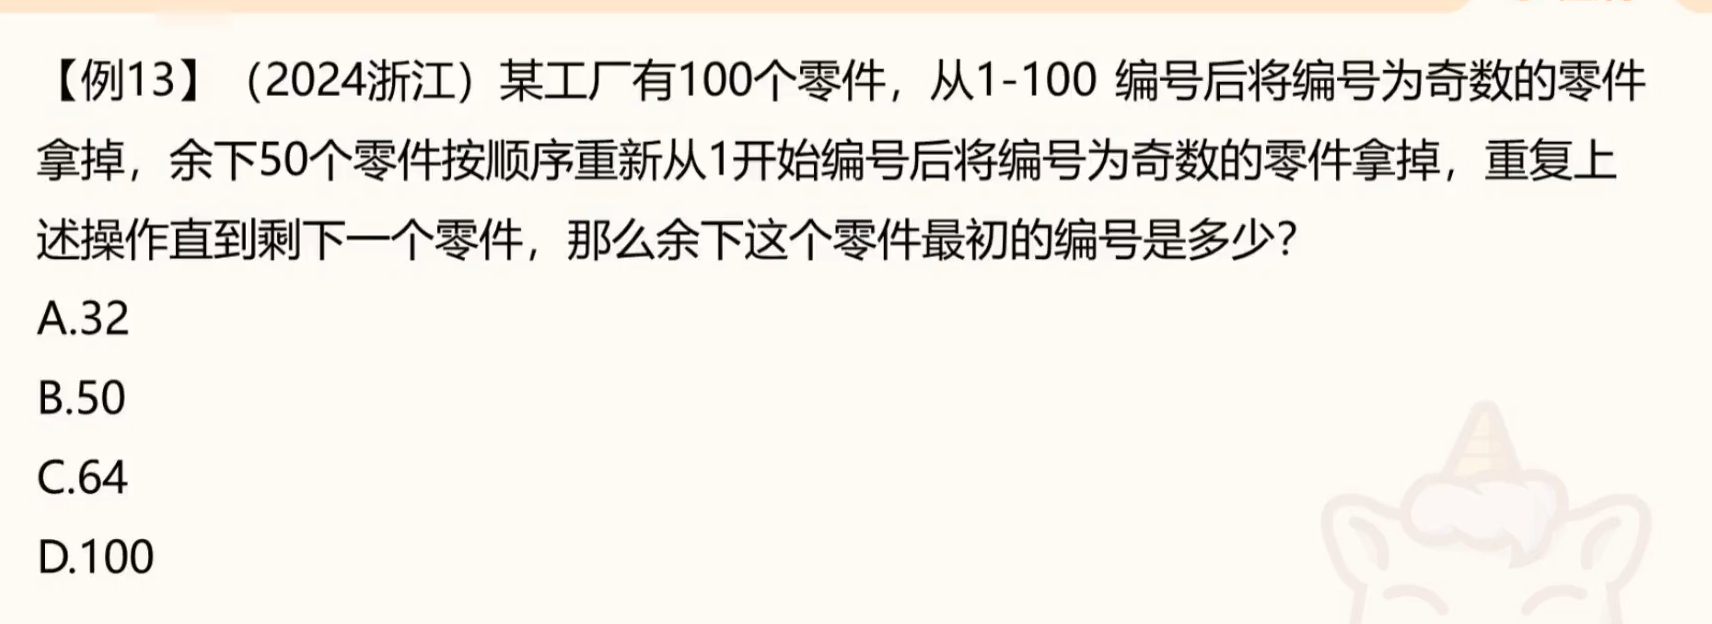 【例13】（2024浙江）某工厂有100个零件，从1-100 编号后将编号为奇数的零件
拿掉，余下50个零件按顺序重新从1开始编号后将编号为奇数的零件拿掉，重复上
述操作直到剩下一个零件，那么余下这个零件最初的编号是多少？
A.32
B.50
C.64
D.100